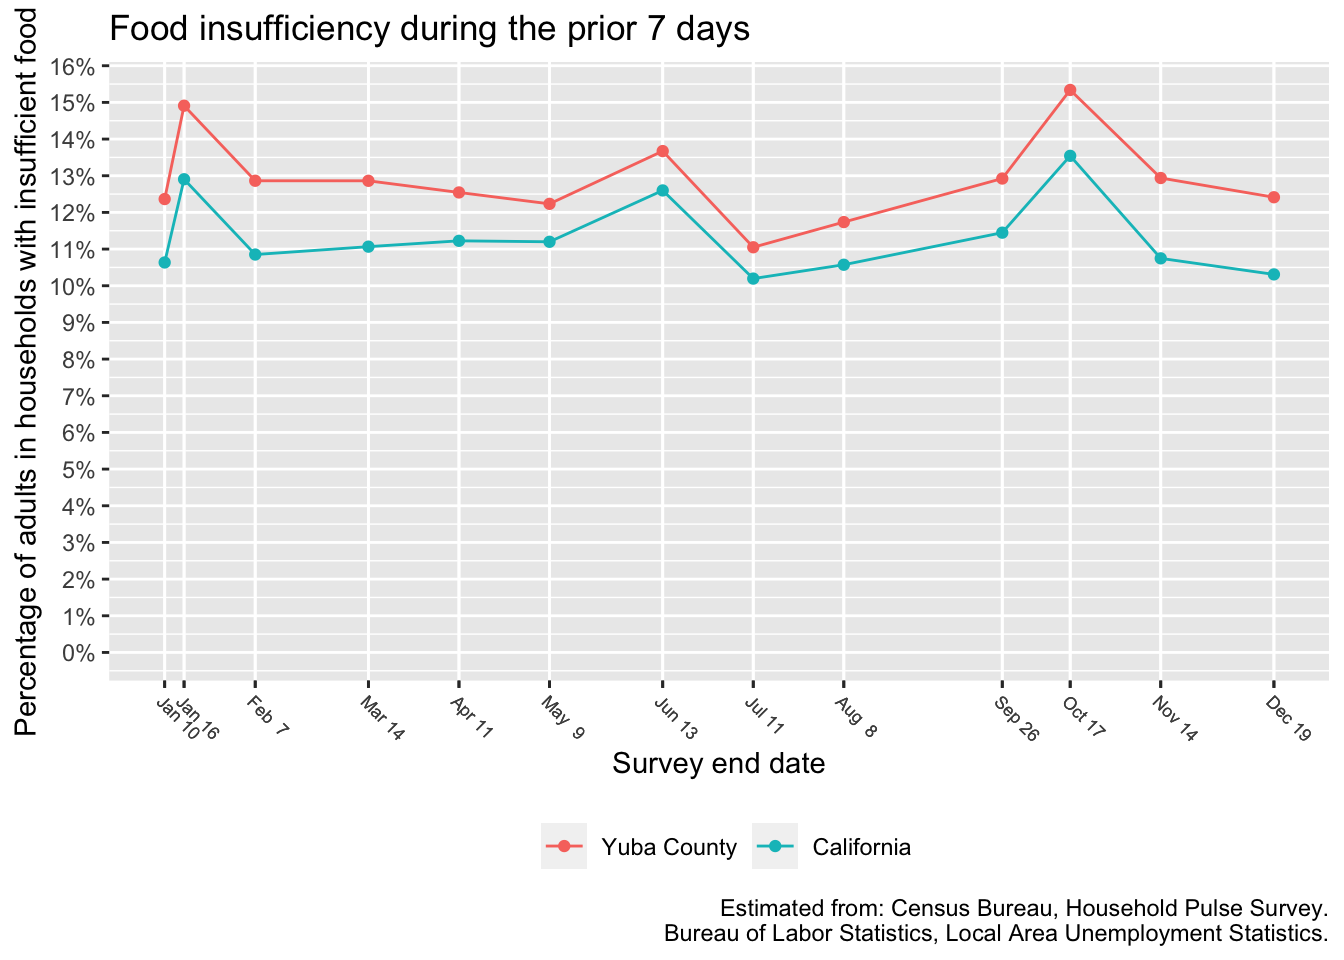 Food insufficiency during the prior 7 days
Percentage of adults in households with insufficient food
16%
15%
14%
13%
12%
11%
10%
9%
8%
7%
6%
5%
4%
3%
2%
1%
0%
Jan 10
Jan 16
Feb 7
Mar 14
Apr 11
May 9
Jun 13
Jul 11
Aug 8
Sep 26
Oct 17
Nov 14
Dec 19
Survey end date
Yuba County
California
Estimated from: Census Bureau, Household Pulse Survey.
Bureau of Labor Statistics, Local Area Unemployment Statistics.